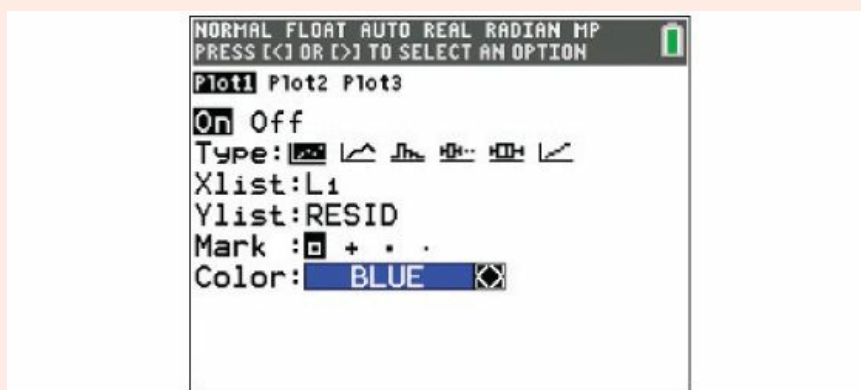 NORMAL FLOAT AUTO REAL RADIAN MP
PRESS [<] OR [>] TO SELECT AN OPTION
Plot1 Plot2 Plot3
On Off
Type:
Xlist:L₁
Ylist:RESID
Mark :
Color: BLUE